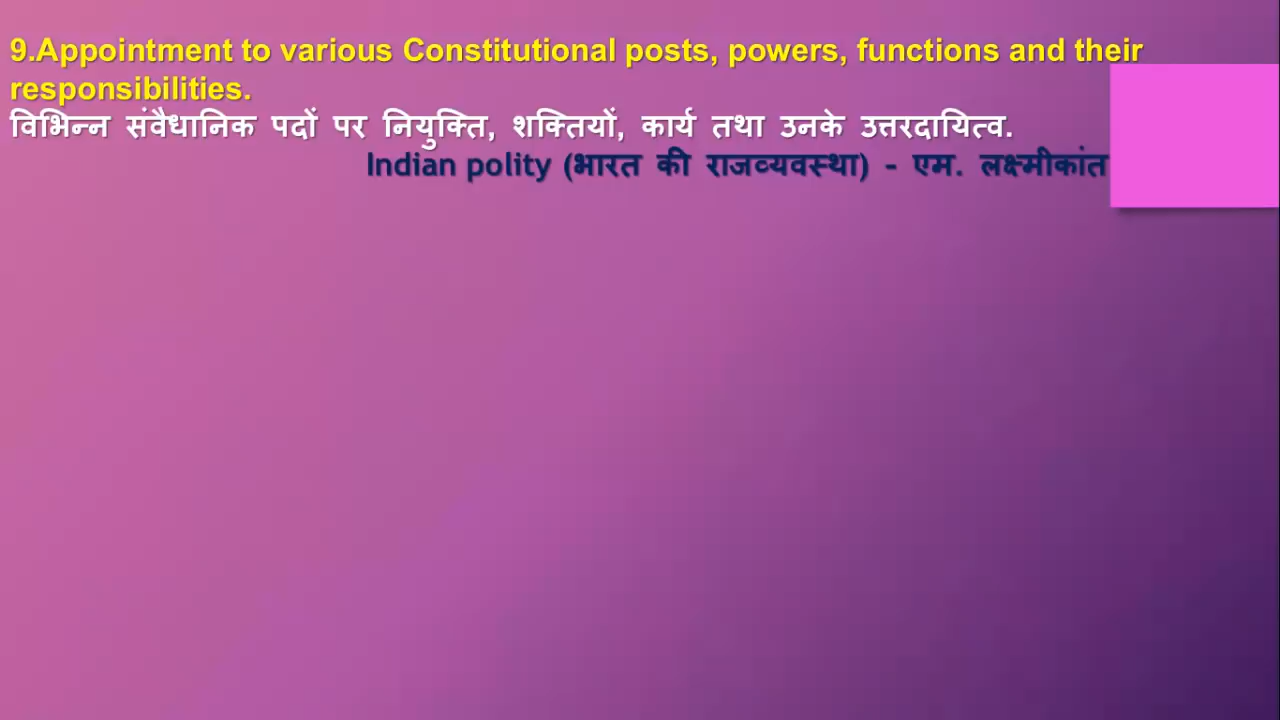 9.Appointment to various Constitutional posts, powers, functions and their
responsibilities.
विभिन्न संवैधानिक पदों पर नियुक्ति, शक्तियों, कार्य तथा उनके उत्तरदायित्व.
Indian polity (भारत की राजव्यवस्था) - एम. लक्ष्मीकांत